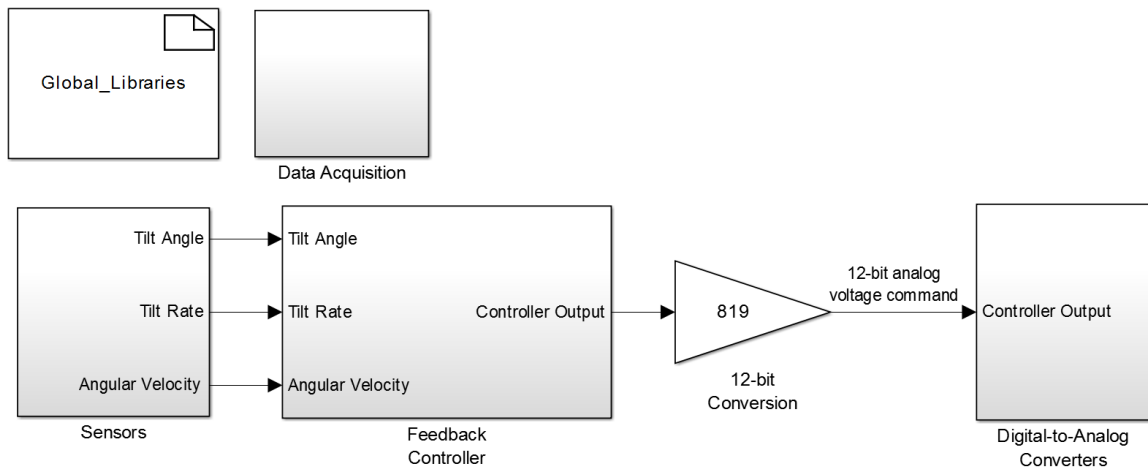 Global_Libraries
Data Acquisition
Tilt Angle
Tilt Rate
Angular Velocity
Sensors
Tilt Angle
Tilt Rate
Angular Velocity
Controller Output
Feedback
Controller
819
12-bit
Conversion
12-bit analog
voltage command
Controller Output
Digital-to-Analog
Converters